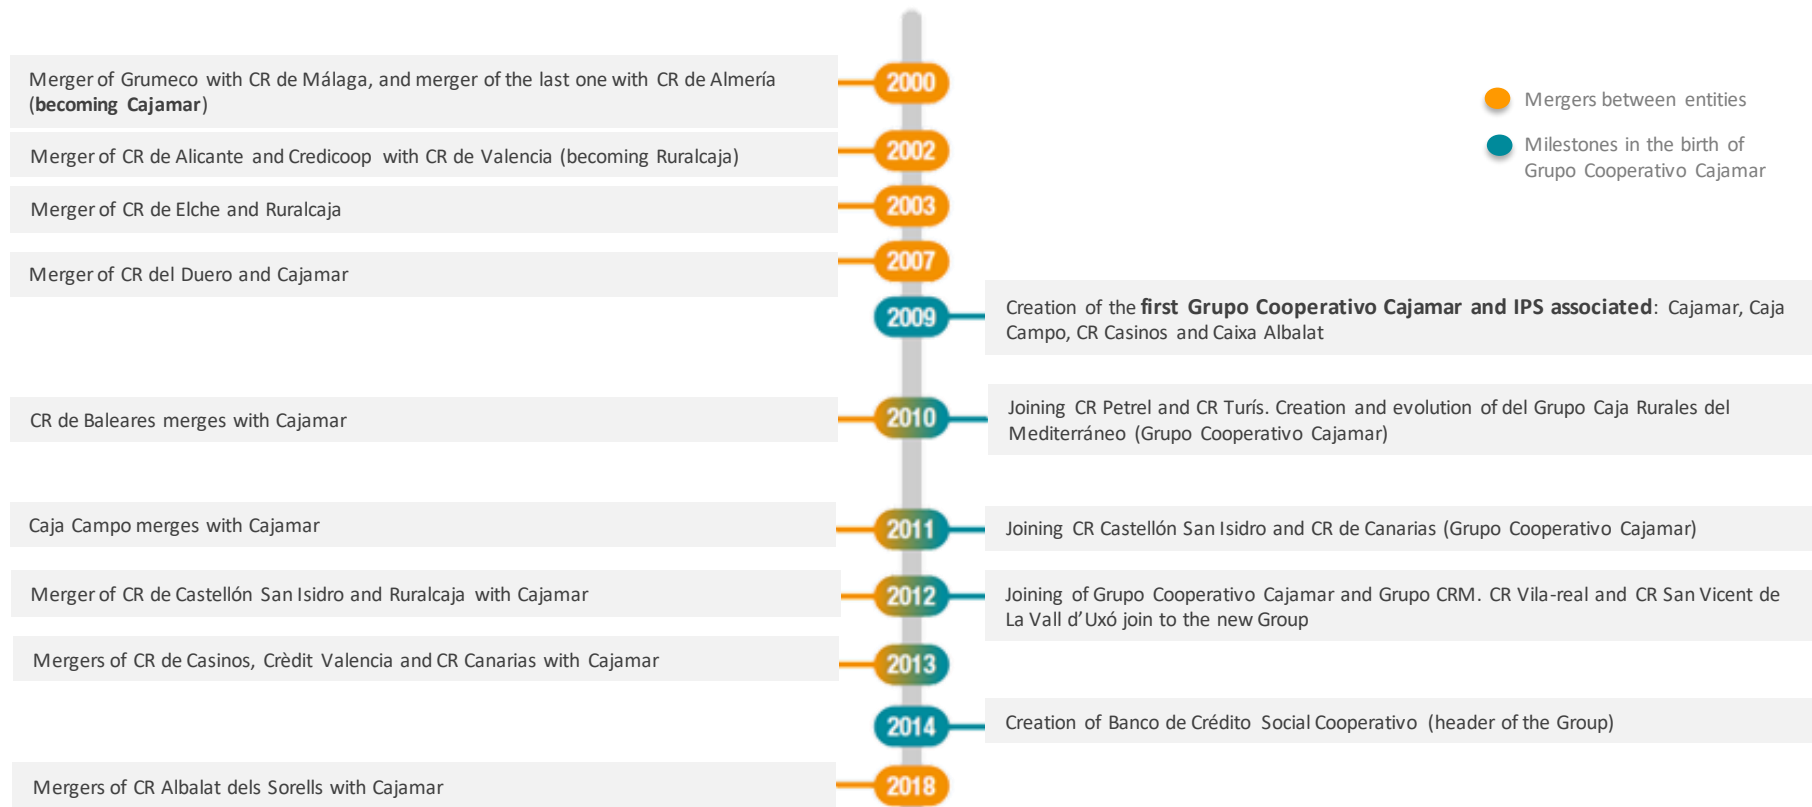 2000
Merger of Grumeco with CR de Málaga, and merger of the last one with CR de Almería
(becoming Cajamar)
Mergers between entities
Milestones in the birth of
Grupo Cooperativo Cajamar
2002
Merger of CR de Alicante and Credicoop with CR de Valencia (becoming Ruralcaja)
2003
Merger of CR de Elche and Ruralcaja
2007
Merger of CR del Duero and Cajamar
2009
Creation of the first Grupo Cooperativo Cajamar and IPS associated: Cajamar, Caja
Campo, CR Casinos and Caixa Albalat
2010
CR de Baleares merges with Cajamar
Joining CR Petrel and CR Turís. Creation and evolution of del Grupo Caja Rurales del
Mediterráneo (Grupo Cooperativo Cajamar)
2011
Caja Campo merges with Cajamar
Joining CR Castellón San Isidro and CR de Canarias (Grupo Cooperativo Cajamar)
2012
Merger of CR de Castellón San Isidro and Ruralcaja with Cajamar
Joining of Grupo Cooperativo Cajamar and Grupo CRM. CR Vila-real and CR San Vicent de
La Vall d'Uxó join to the new Group
2013
Mergers of CR de Casinos, Crèdit Valencia and CR Canarias with Cajamar
2014
Creation of Banco de Crédito Social Cooperativo (header of the Group)
2018
Mergers of CR Albalat dels Sorells with Cajamar